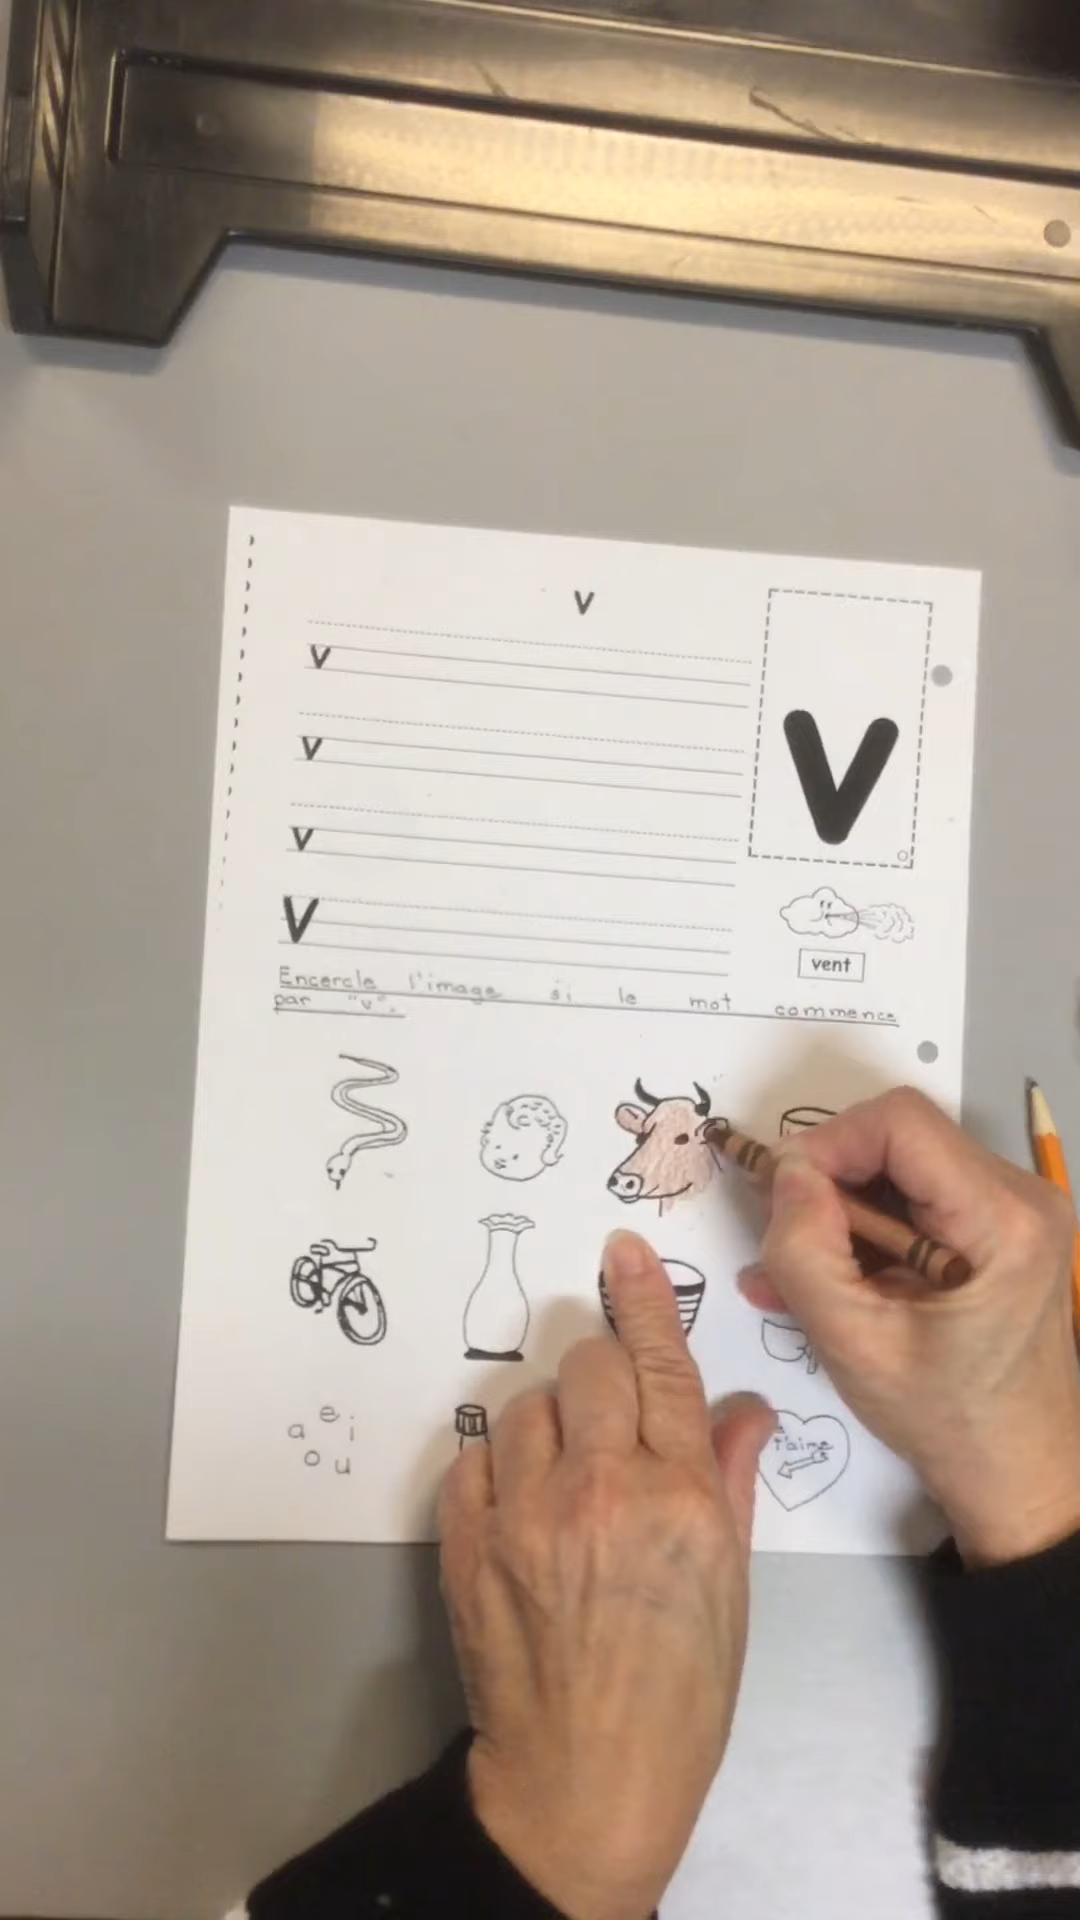 v
v
v
v
v
v
vent
Encercle l'image si le mot commence
par "v".
e
a i
o u
t'aime